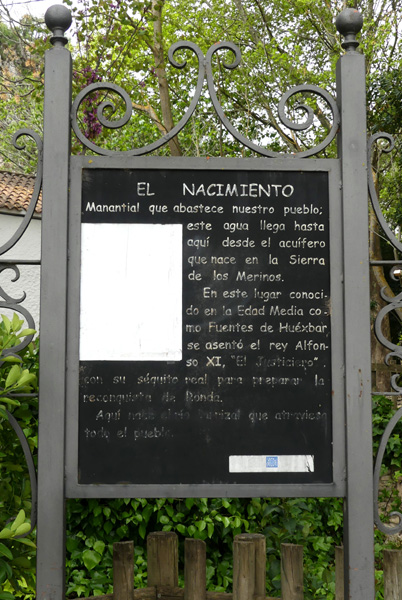 EL NACIMIENTO
Manantial que abastece nuestro pueblo;
este agua llega hasta
aquí desde el acuífero
que nace en la Sierra
de los Merinos.
En este lugar conoci-
do en la Edad Media co-
mo Fuentes de Huéxbar,
se asentó el rey Alfon-
so XI, "El Justiciero".
con su séquito real para preparar la
reconquista de Ronda.
Aquí nace el río que atraviesa
todo el pueblo.